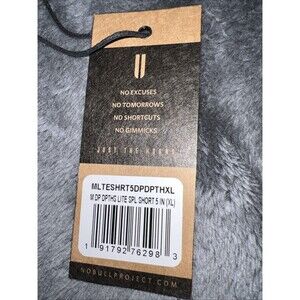 NO EXCUSES
NO TOMORROWS
NO SHORTCUTS
NO GIMMICKS
JUST THE HOURS
MLTESHRT5DPDPTHXL
M DP DPTHS LITE SPL SHORT 5 IN (XL)
1 91792 76298 3
NOBULLPROJECT.COM